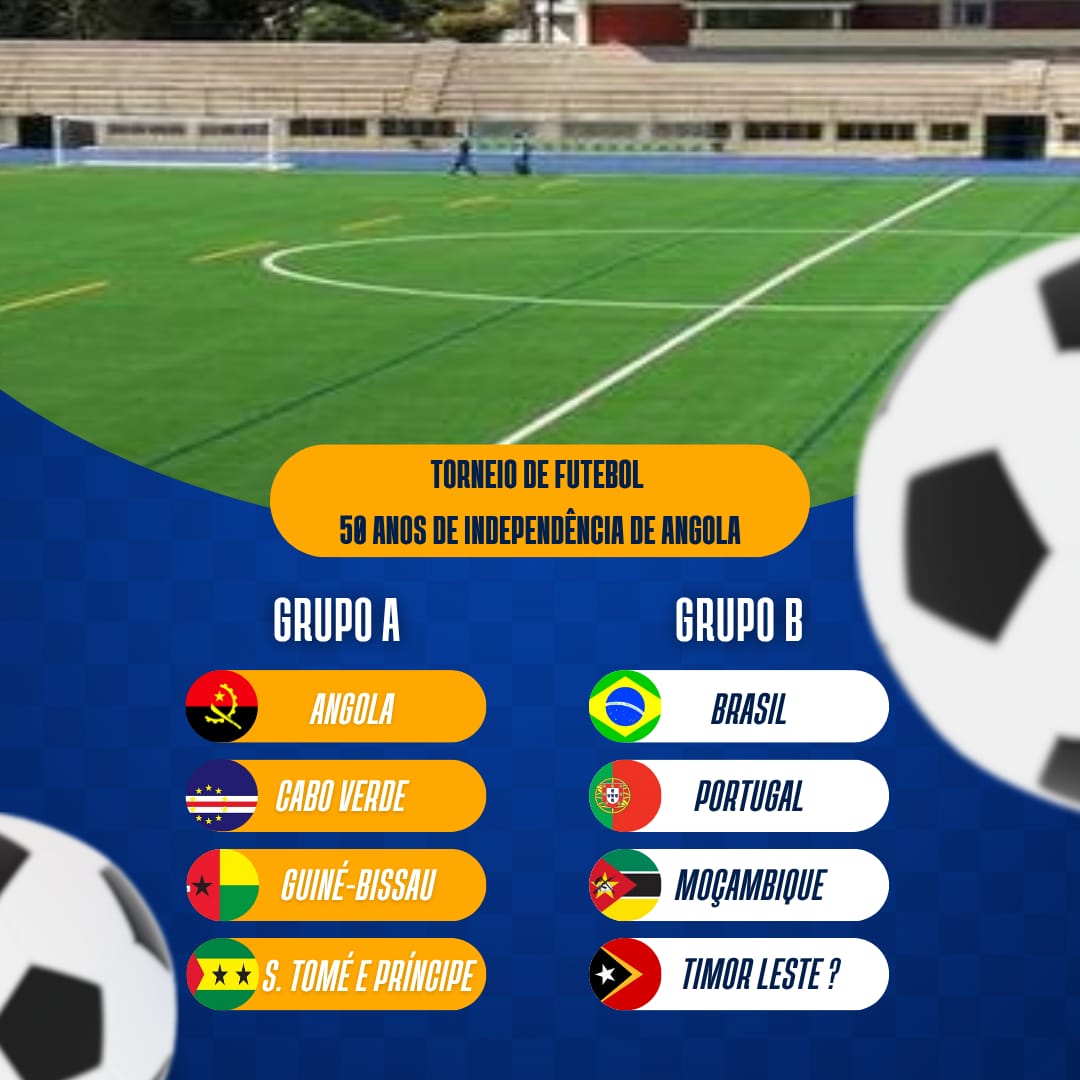 TORNEIO DE FUTEBOL
50 ANOS DE INDEPENDÊNCIA DE ANGOLA
GRUPO A
ANGOLA
CABO VERDE
GUINÉ-BISSAU
S. TOMÉ E PRÍNCIPE
GRUPO B
BRASIL
PORTUGAL
MOÇAMBIQUE
TIMOR LESTE ?